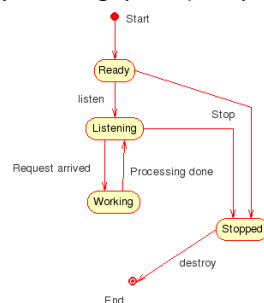 Start
Ready
listen
Stop
Listening
Request arrived
Processing done
Working
Stopped
destroy
End